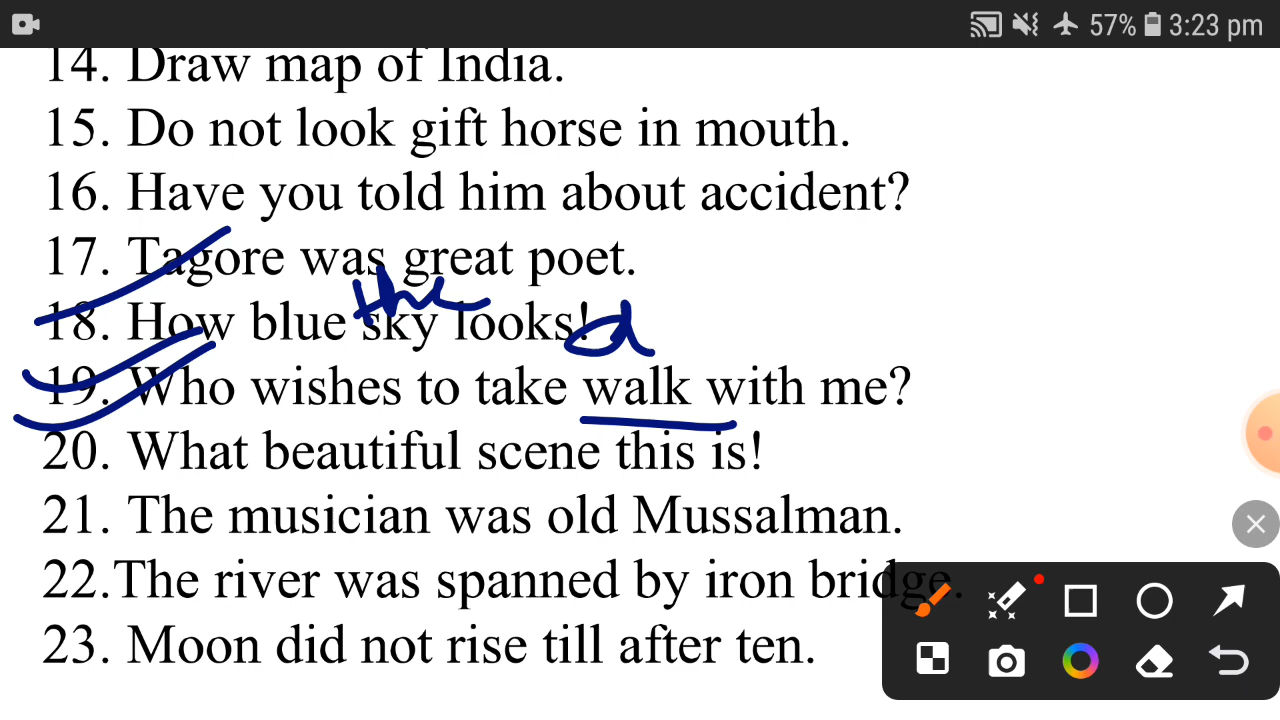 57% 3:23 pm
14. Draw map of India.
15. Do not look gift horse in mouth.
16. Have you told him about accident?
17. Tagore was great poet.
the
18. How blue sky looks!
a
19. Who wishes to take walk with me?
20. What beautiful scene this is!
21. The musician was old Mussalman.
22.The river was spanned by iron bridge.
23. Moon did not rise till after ten.